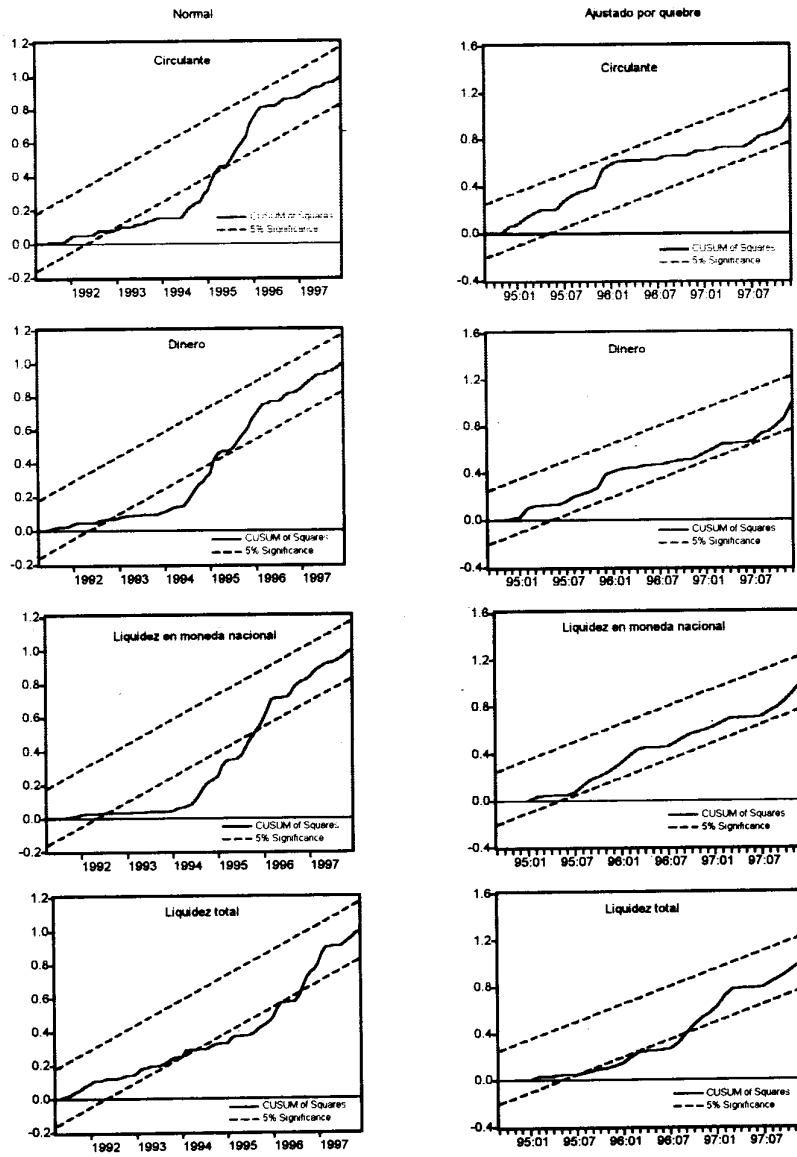 Normal
Ajustado por quiebre
1.2
1.0
0.8
0.6
0.4
0.2
0.0
-0.2
Circulante
CUSUM of Squares
5% Significance
1992 1993 1994 1995 1996 1997
1.6
1.2
0.8
0.4
0.0
-0.4
Circulante
CUSUM of Squares
5% Significance
95:01 95:07 96:01 96:07 97:01 97:07
1.2
1.0
0.8
0.6
0.4
0.2
0.0
-0.2
Dinero
CUSUM of Squares
5% Significance
1992 1993 1994 1995 1996 1997
1.6
1.2
0.8
0.4
0.0
-0.4
Dinero
CUSUM of Squares
5% Significance
95:01 95:07 96:01 96:07 97:01 97:07
1.2
1.0
0.8
0.6
0.4
0.2
0.0
-0.2
Liquidez en moneda nacional
CUSUM of Squares
5% Significance
1992 1993 1994 1995 1996 1997
1.6
1.2
0.8
0.4
0.0
-0.4
Liquidez en moneda nacional
CUSUM of Squares
5% Significance
95:01 95:07 96:01 96:07 97:01 97:07
1.2
1.0
0.8
0.6
0.4
0.2
0.0
-0.2
Liquidez total
CUSUM of Squares
5% Significance
1992 1993 1994 1995 1996 1997
1.6
1.2
0.8
0.4
0.0
-0.4
Liquidez total
CUSUM of Squares
5% Significance
95:01 95:07 96:01 96:07 97:01 97:07